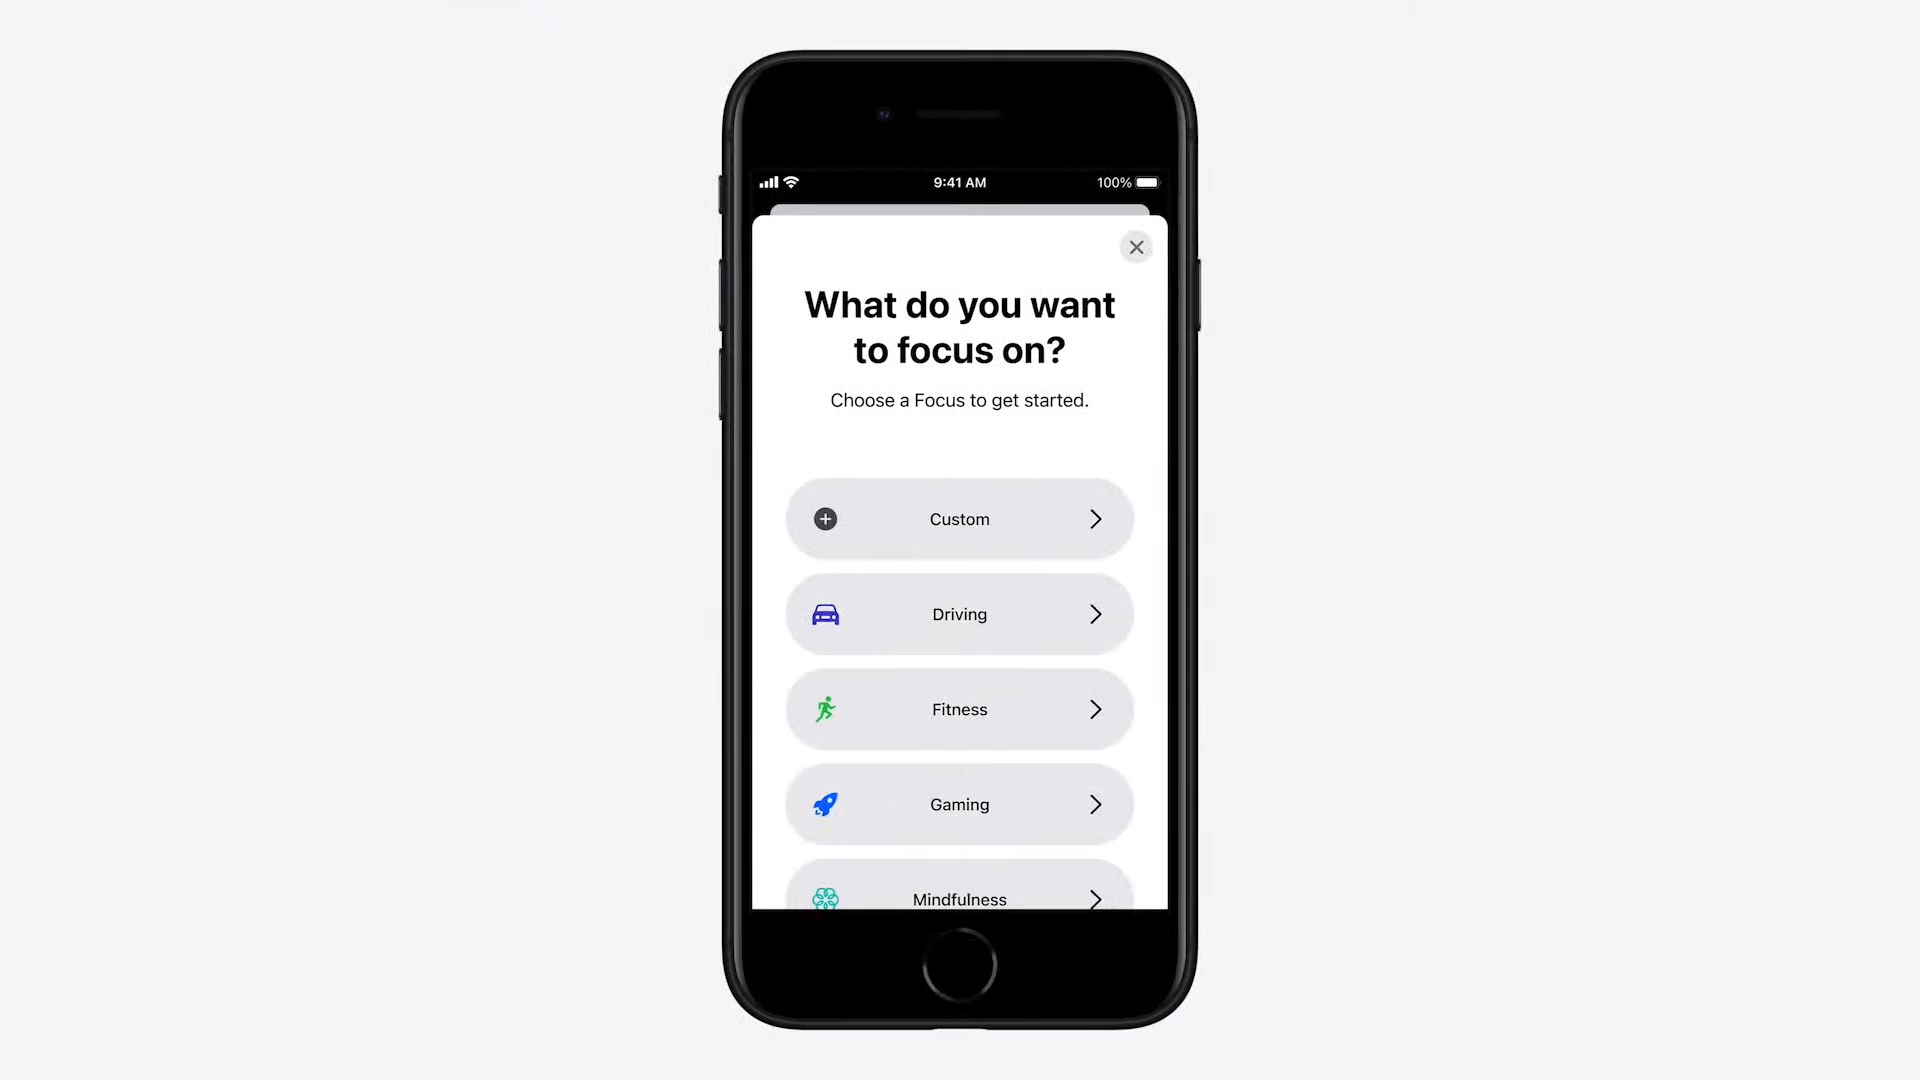 9:41 AM
100%
What do you want
to focus on?
Choose a Focus to get started.
Custom
Driving
Fitness
Gaming
Mindfulness